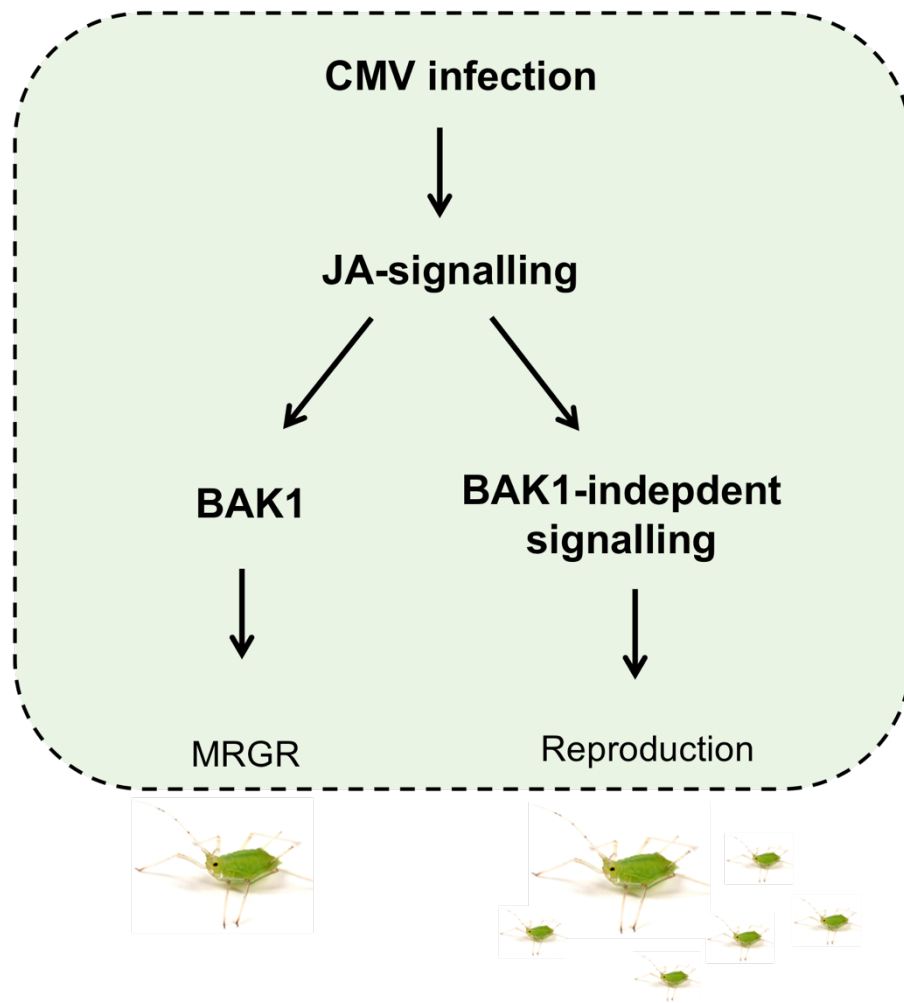 CMV infection
JA-signalling
BAK1
BAK1-indepdent
signalling
MRGR
Reproduction